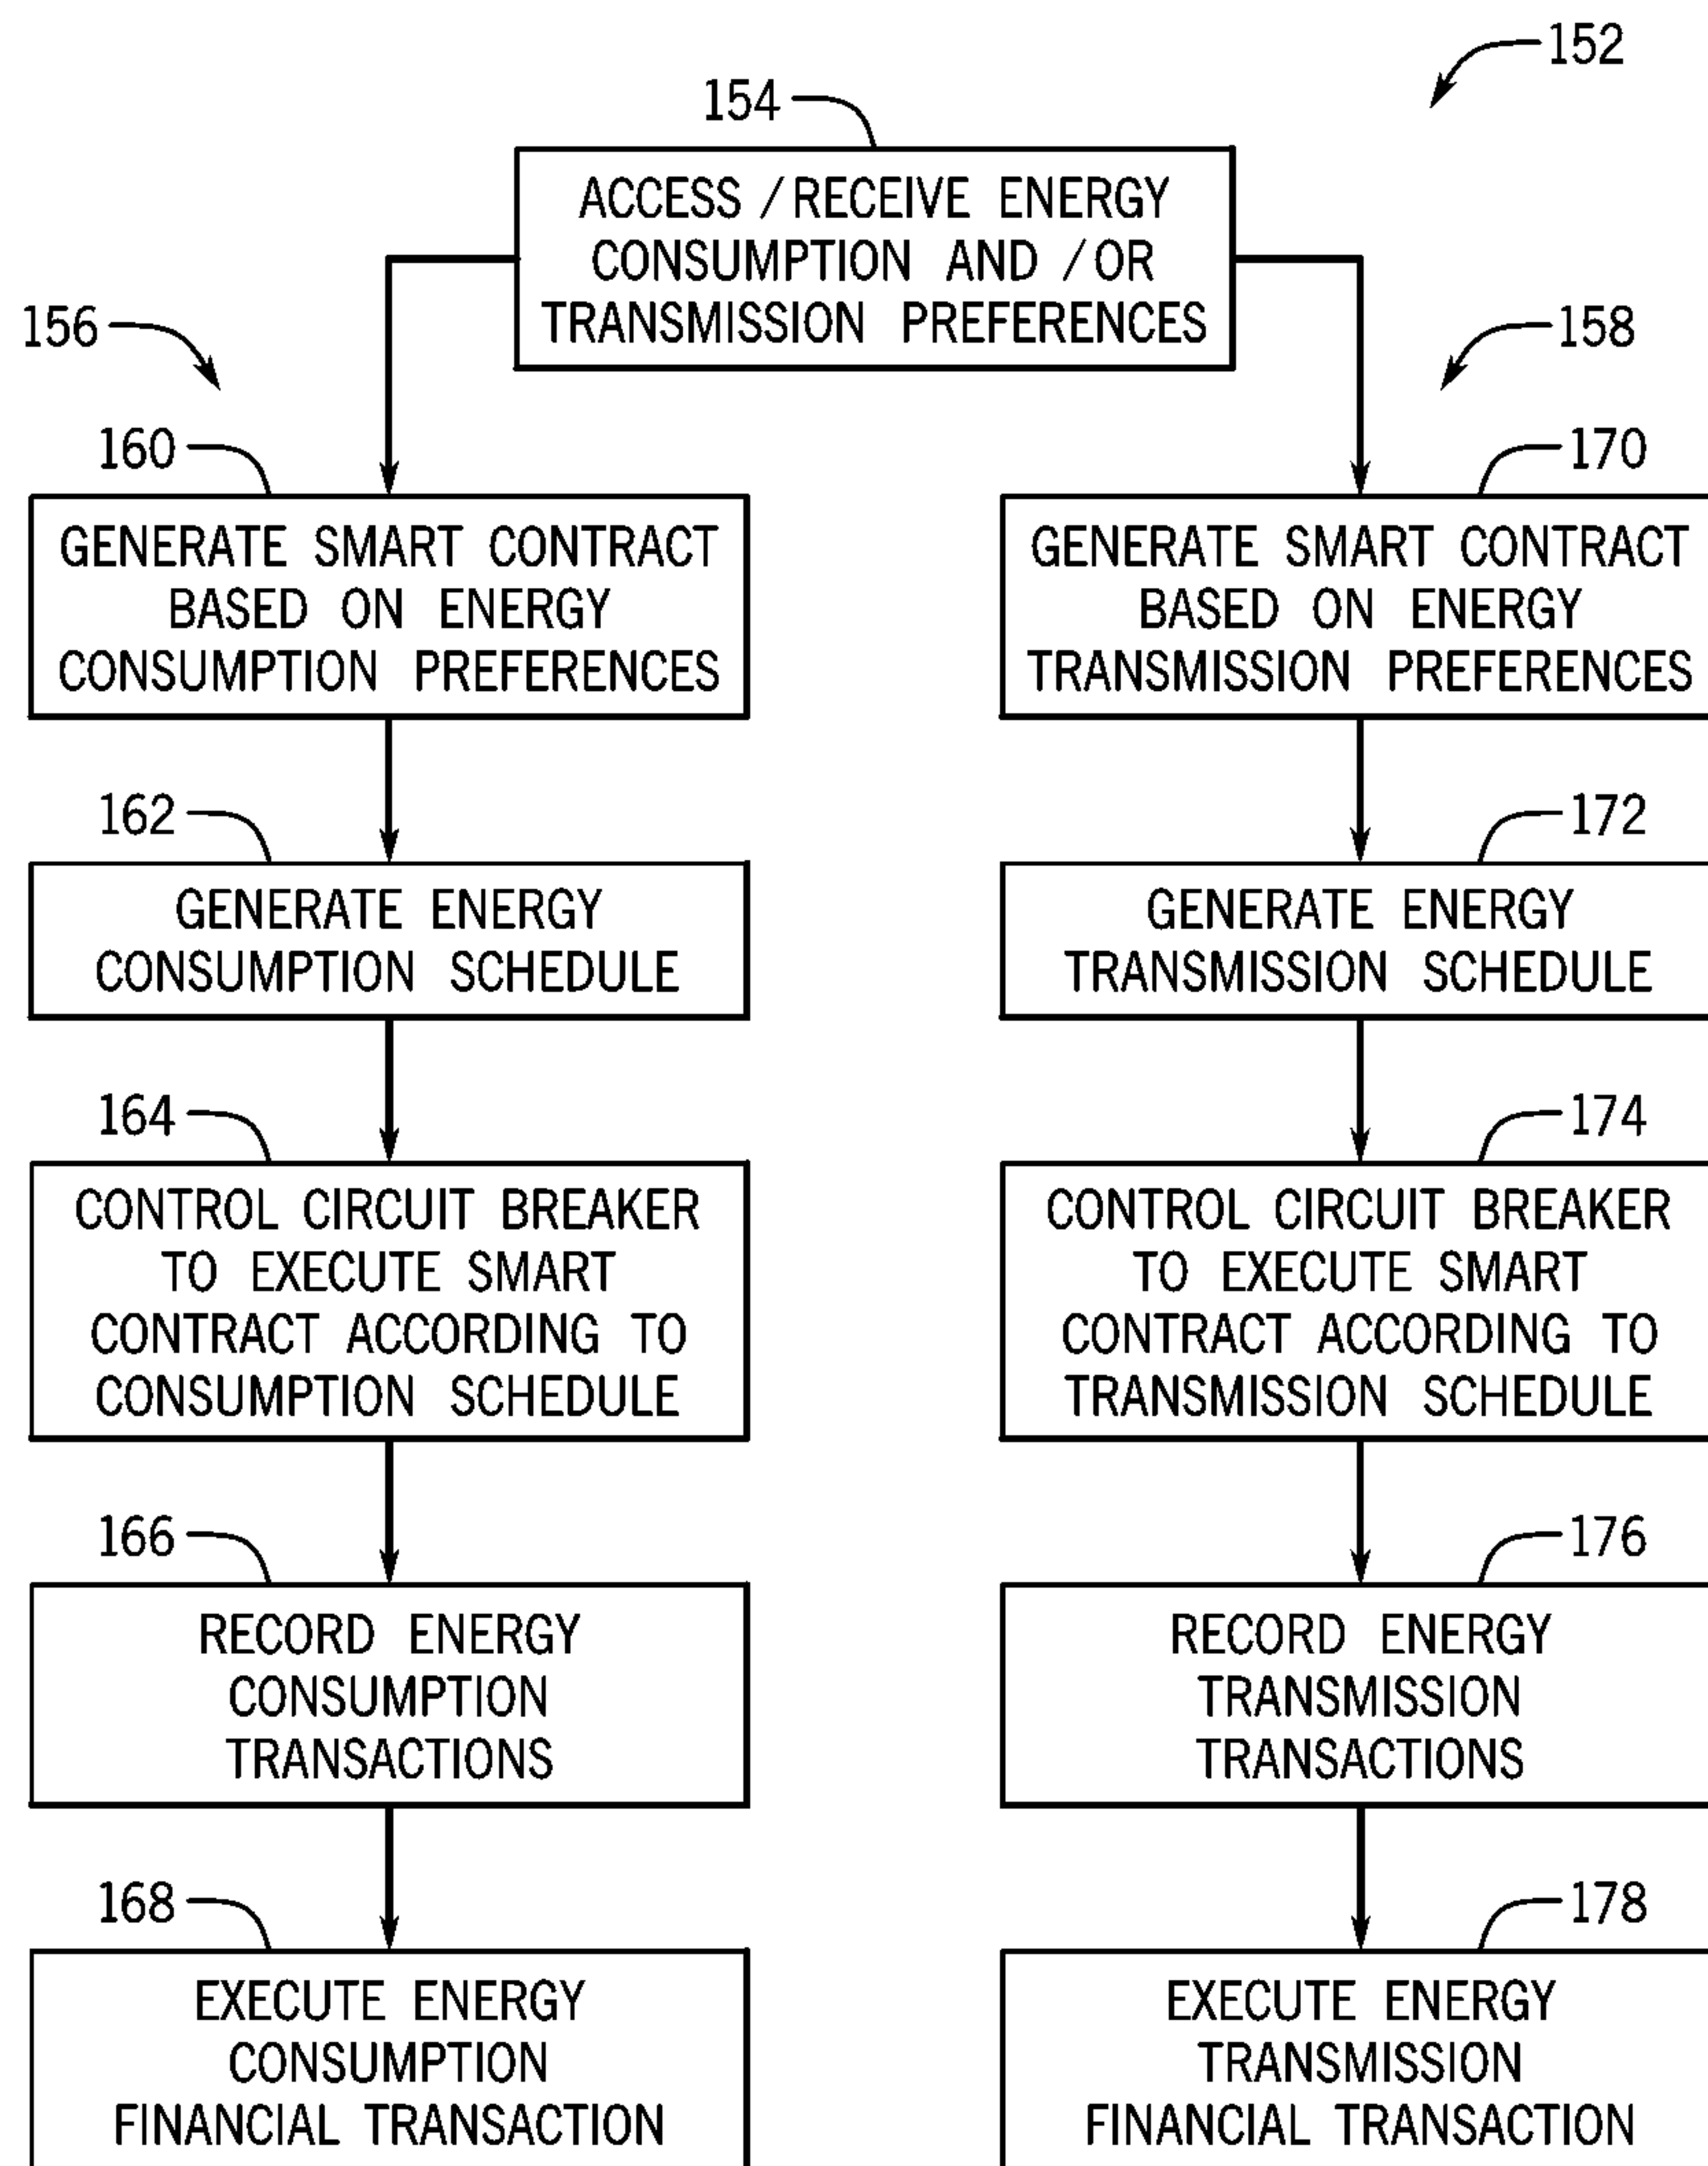 152
154
ACCESS / RECEIVE ENERGY
CONSUMPTION AND / OR
TRANSMISSION PREFERENCES
156
158
160
GENERATE SMART CONTRACT
BASED ON ENERGY
CONSUMPTION PREFERENCES
170
GENERATE SMART CONTRACT
BASED ON ENERGY
TRANSMISSION PREFERENCES
162
GENERATE ENERGY
CONSUMPTION SCHEDULE
172
GENERATE ENERGY
TRANSMISSION SCHEDULE
164
CONTROL CIRCUIT BREAKER
TO EXECUTE SMART
CONTRACT ACCORDING TO
CONSUMPTION SCHEDULE
174
CONTROL CIRCUIT BREAKER
TO EXECUTE SMART
CONTRACT ACCORDING TO
TRANSMISSION SCHEDULE
166
RECORD ENERGY
CONSUMPTION
TRANSACTIONS
176
RECORD ENERGY
TRANSMISSION
TRANSACTIONS
168
EXECUTE ENERGY
CONSUMPTION
FINANCIAL TRANSACTION
178
EXECUTE ENERGY
TRANSMISSION
FINANCIAL TRANSACTION